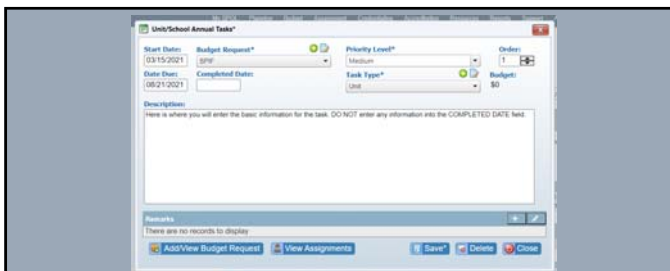 Unit/School Annual Tasks*
Start Date: Budget Request* Priority Level* Order:
03/15/2021 SPIF Medium 1
Date Due: Completed Date: Task Type* Budget:
08/21/2021 Unit $0
Description:
Here is where you will enter the basic information for the task. DO NOT enter any information into the COMPLETED DATE field.
Remarks
There are no records to display
Add/View Budget Request View Assignments Save* Delete Close